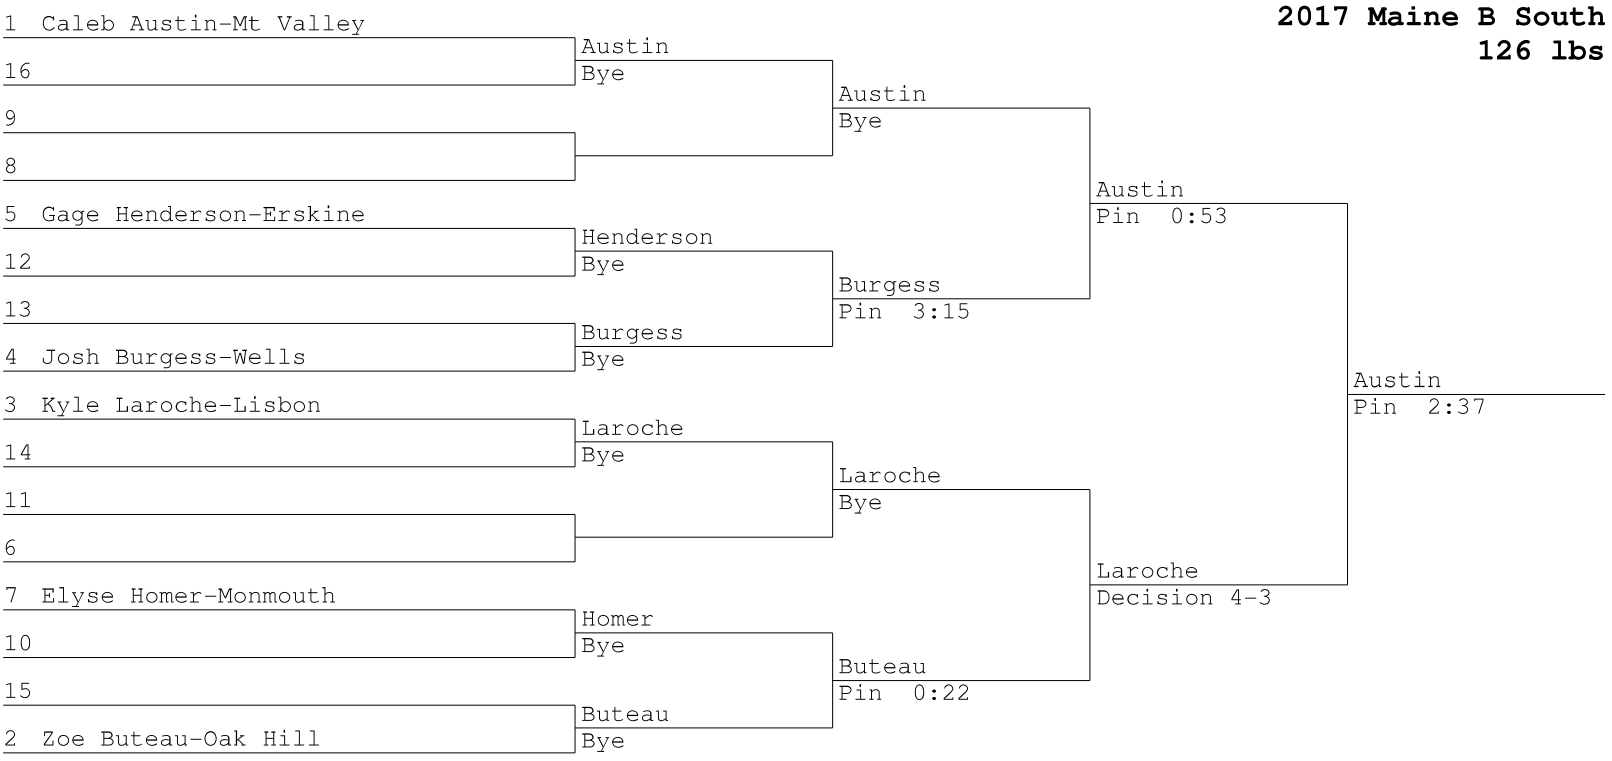 2017 Maine B South
126 lbs
1 Caleb Austin-Mt Valley
16
9
8
5 Gage Henderson-Erskine
12
13
4 Josh Burgess-Wells
3 Kyle Laroche-Lisbon
14
11
6
7 Elyse Homer-Monmouth
10
15
2 Zoe Buteau-Oak Hill
Austin
Bye
Henderson
Bye
Burgess
Bye
Laroche
Bye
Homer
Bye
Buteau
Bye
Austin
Bye
Burgess
Pin 3:15
Laroche
Bye
Buteau
Pin 0:22
Austin
Pin 0:53
Laroche
Decision 4-3
Austin
Pin 2:37